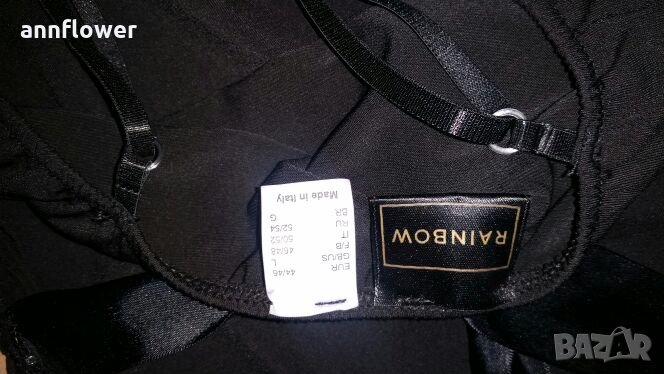 annflower
Made in Italy
EUR 44/46
GB/US L
F/B 46/48
IT 50/52
RU 52/54
BR G
RAINBOW
BAZAR